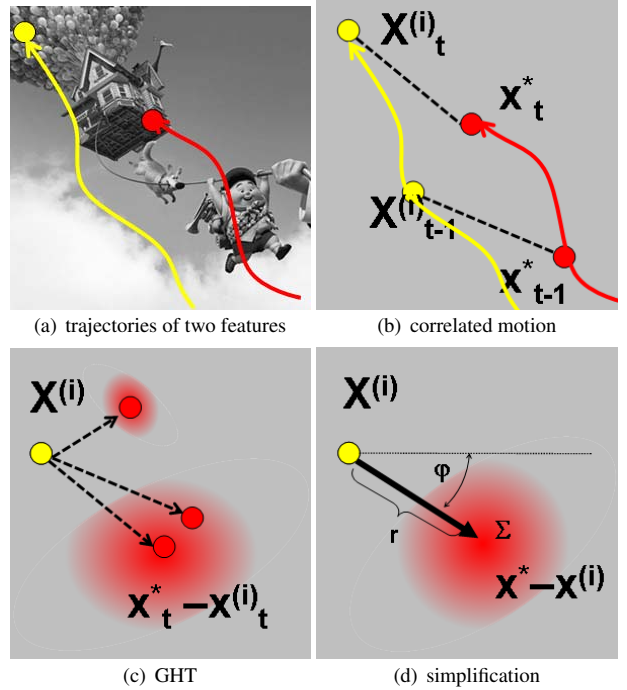 X(i)t
x*t
X(i)t-1
x*t-1
(a) trajectories of two features
(b) correlated motion
X(i)
x*t – x(i)t
X(i)
φ
r
Σ
x* – x(i)
(c) GHT
(d) simplification